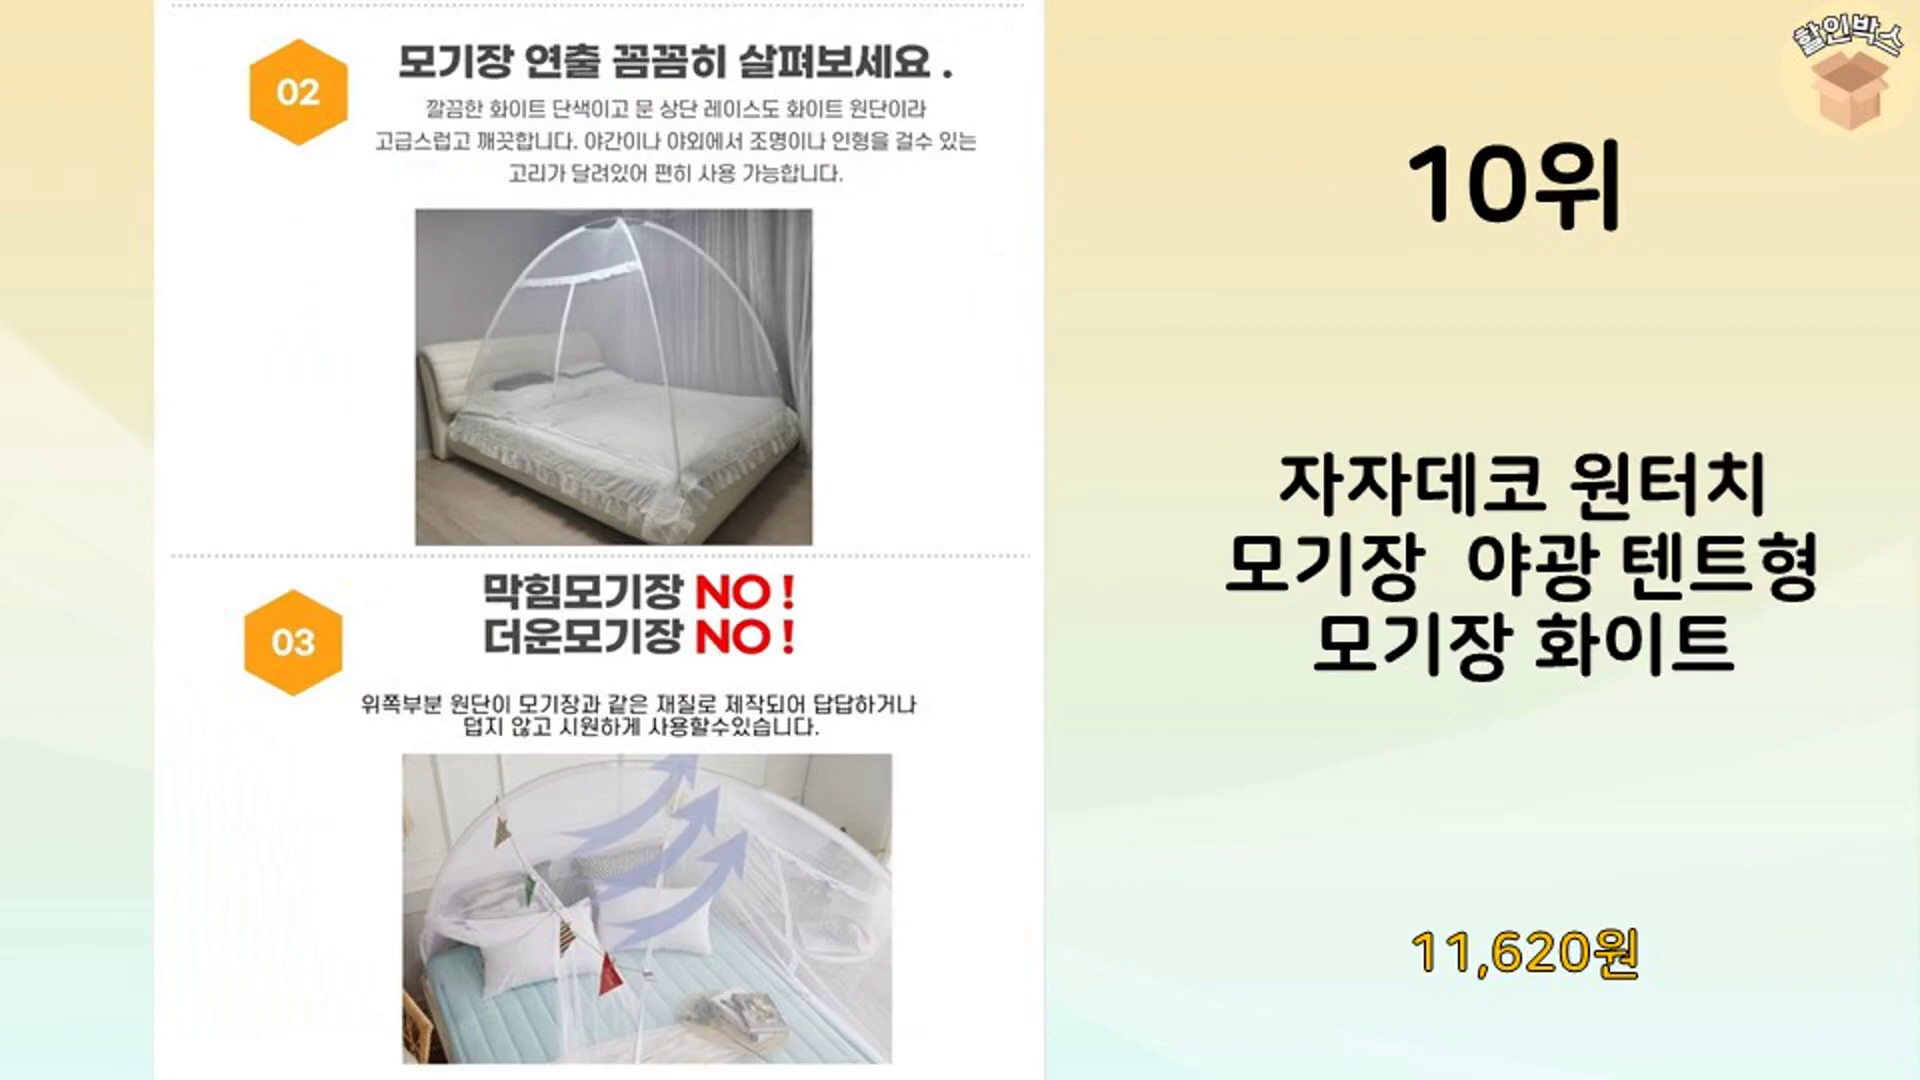 02
모기장 연출 꼼꼼히 살펴보세요 .
깔끔한 화이트 단색이고 문 상단 레이스도 화이트 원단이라
고급스럽고 깨끗합니다. 야간이나 야외에서 조명이나 인형을 걸수 있는
고리가 달려있어 편히 사용 가능합니다.
03
막힘모기장 NO !
더운모기장 NO !
위쪽부분 원단이 모기장과 같은 재질로 제작되어 답답하거나
덥지 않고 시원하게 사용할수있습니다.
할인박스
10위
자자데코 원터치
모기장 야광 텐트형
모기장 화이트
11,620원